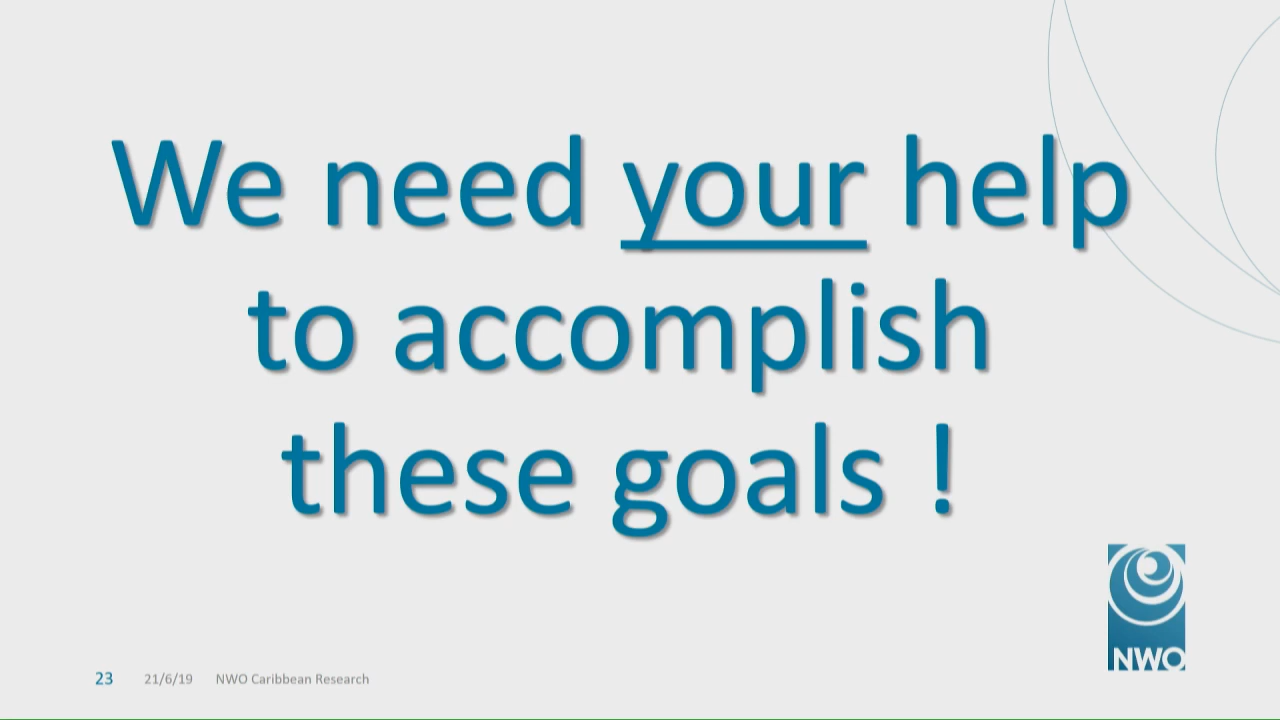 We need your help
to accomplish
these goals !
NWO
23 21/6/19 NWO Caribbean Research